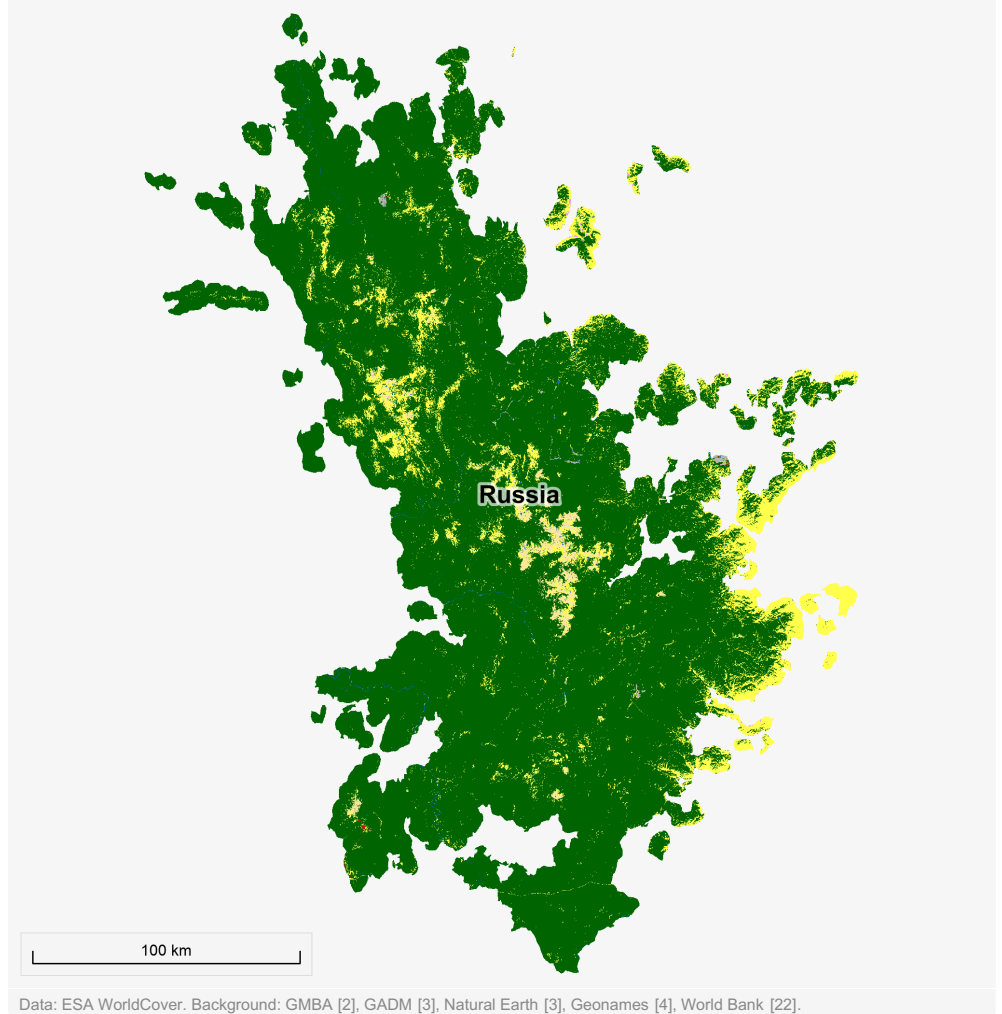 Russia
100 km
Data: ESA WorldCover. Background: GMBA [2], GADM [3], Natural Earth [3], Geonames [4], World Bank [22].